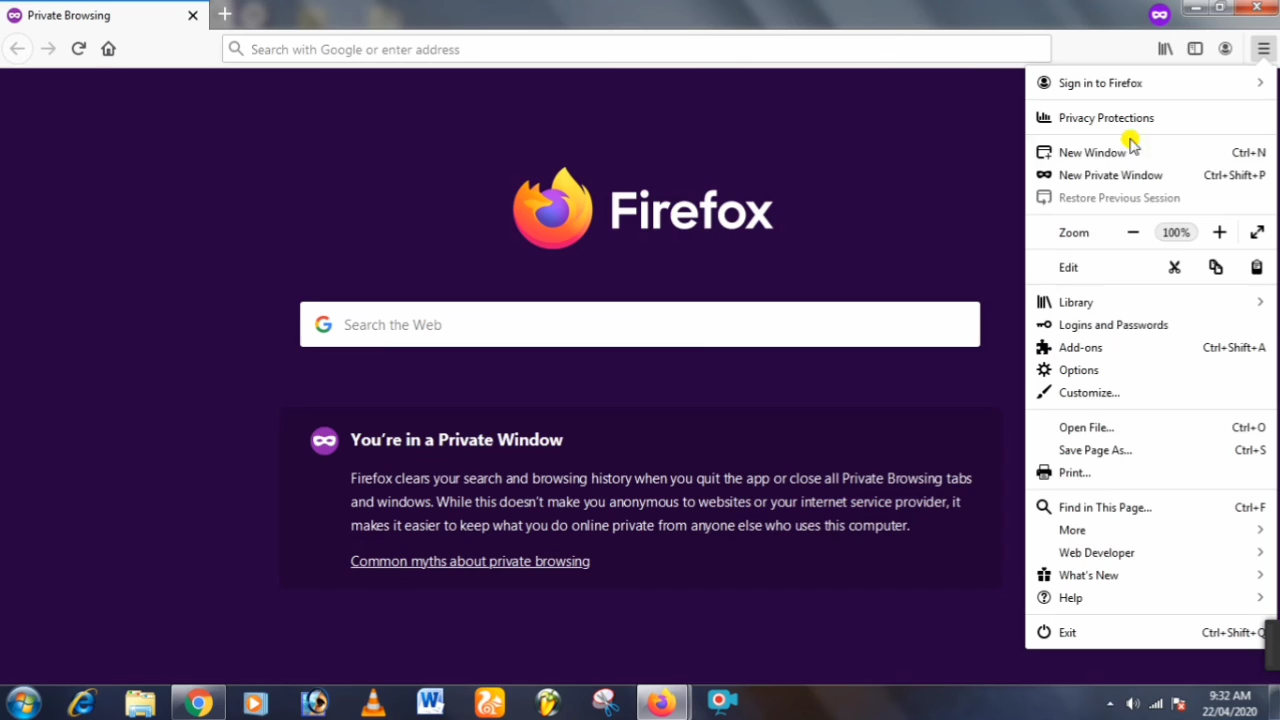 Private Browsing
Search with Google or enter address
Sign in to Firefox
Privacy Protections
New Window Ctrl+N
New Private Window Ctrl+Shift+P
Restore Previous Session
Zoom 100%
Edit
Library
Logins and Passwords
Add-ons Ctrl+Shift+A
Options
Customize...
Open File... Ctrl+O
Save Page As... Ctrl+S
Print...
Find in This Page... Ctrl+F
More
Web Developer
What's New
Help
Exit Ctrl+Shift+Q
Firefox
Search the Web
You're in a Private Window
Firefox clears your search and browsing history when you quit the app or close all Private Browsing tabs
and windows. While this doesn't make you anonymous to websites or your internet service provider, it
makes it easier to keep what you do online private from anyone else who uses this computer.
Common myths about private browsing
9:32 AM
22/04/2020